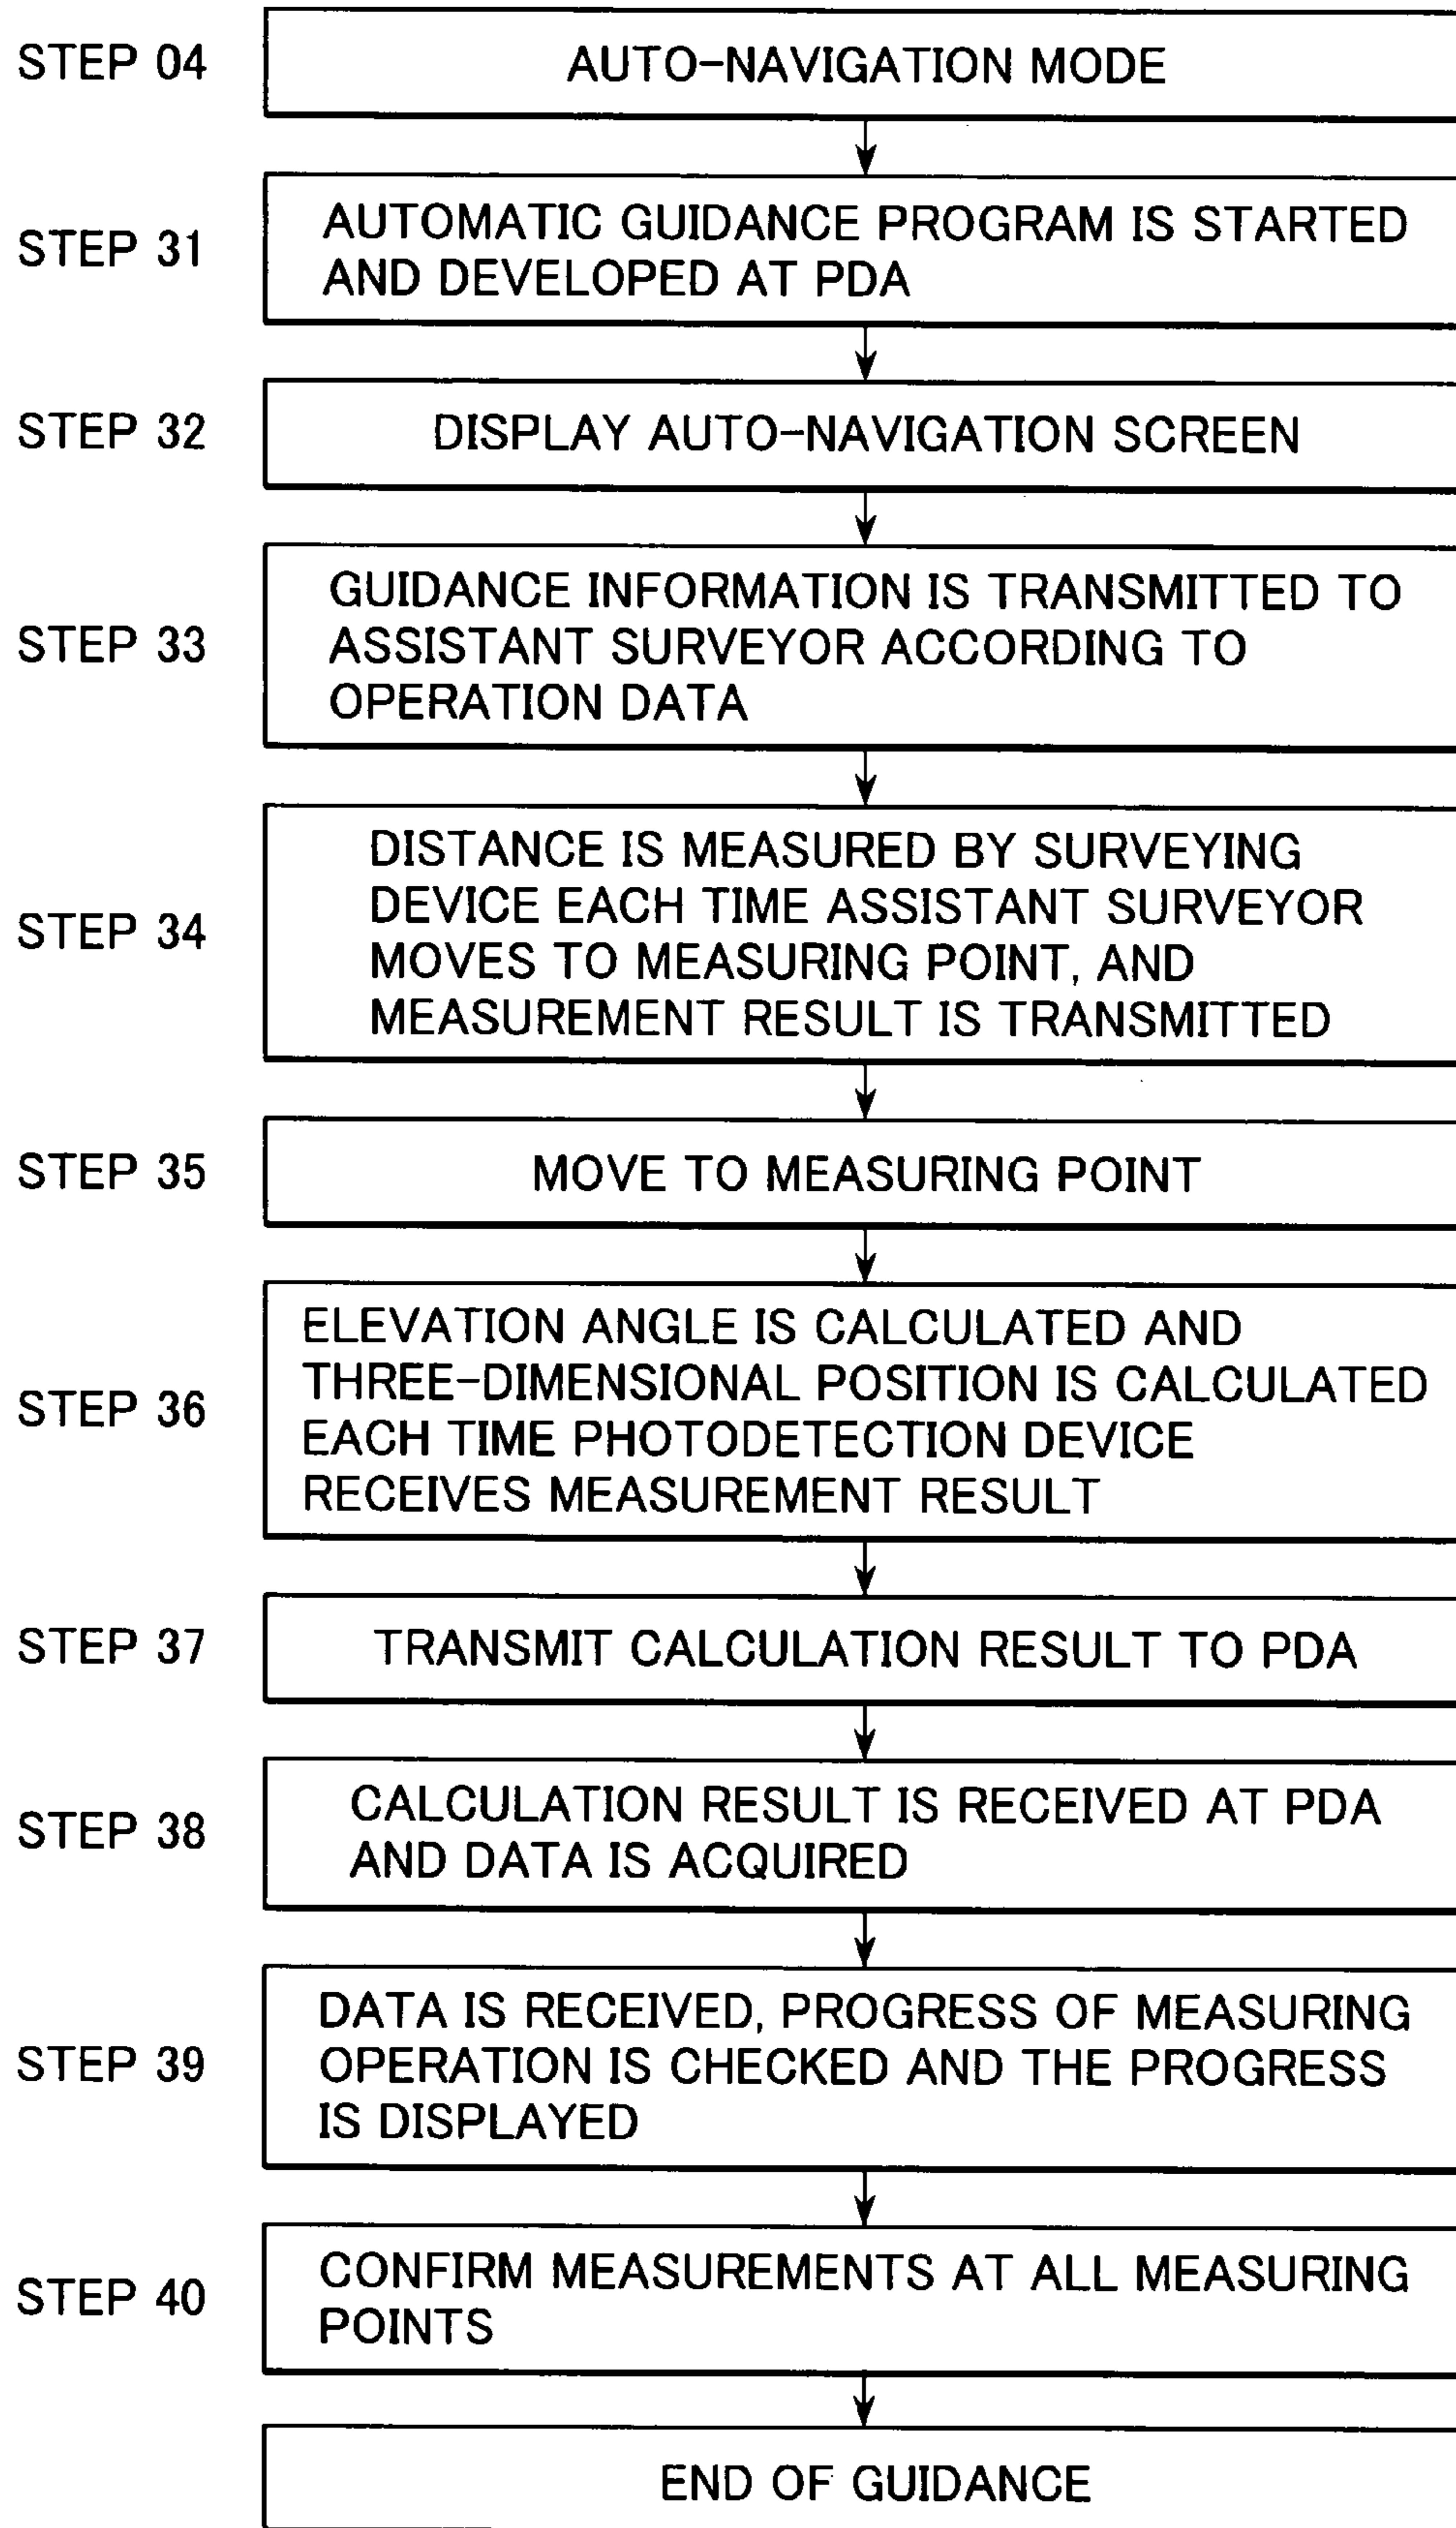 STEP 04
AUTO-NAVIGATION MODE
STEP 31
AUTOMATIC GUIDANCE PROGRAM IS STARTED
AND DEVELOPED AT PDA
STEP 32
DISPLAY AUTO-NAVIGATION SCREEN
STEP 33
GUIDANCE INFORMATION IS TRANSMITTED TO
ASSISTANT SURVEYOR ACCORDING TO
OPERATION DATA
STEP 34
DISTANCE IS MEASURED BY SURVEYING
DEVICE EACH TIME ASSISTANT SURVEYOR
MOVES TO MEASURING POINT, AND
MEASUREMENT RESULT IS TRANSMITTED
STEP 35
MOVE TO MEASURING POINT
STEP 36
ELEVATION ANGLE IS CALCULATED AND
THREE-DIMENSIONAL POSITION IS CALCULATED
EACH TIME PHOTODETECTION DEVICE
RECEIVES MEASUREMENT RESULT
STEP 37
TRANSMIT CALCULATION RESULT TO PDA
STEP 38
CALCULATION RESULT IS RECEIVED AT PDA
AND DATA IS ACQUIRED
STEP 39
DATA IS RECEIVED, PROGRESS OF MEASURING
OPERATION IS CHECKED AND THE PROGRESS
IS DISPLAYED
STEP 40
CONFIRM MEASUREMENTS AT ALL MEASURING
POINTS
END OF GUIDANCE